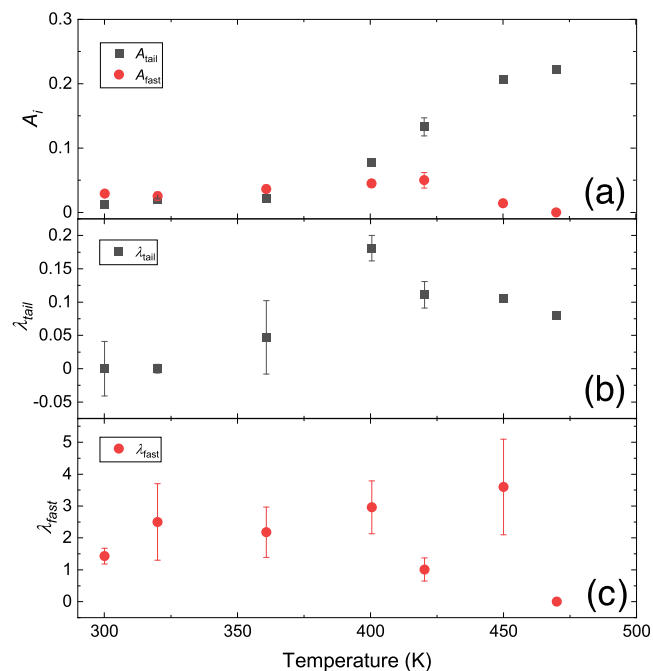 0.3
A_tail
A_fast
0.2
A_i
0.1
(a)
0
0.2
λ_tail
0.15
0.1
λ_tail
0.05
0
-0.05
(b)
5
λ_fast
4
3
λ_fast
2
1
(c)
0
300 350 400 450 500
Temperature (K)